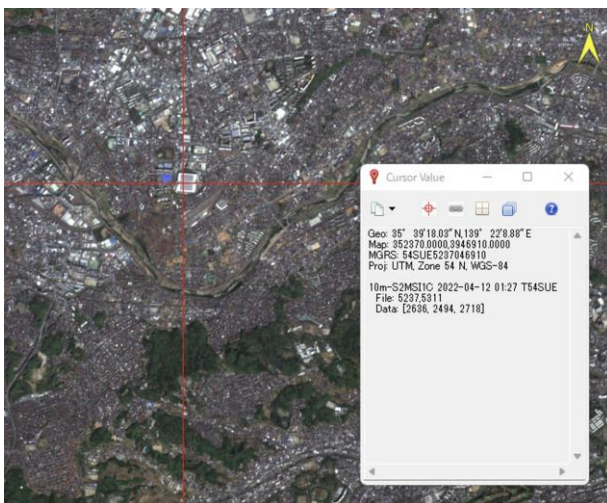 N
Cursor Value
Geo: 35° 39'18.03"N,139° 22'8.88"E
Map: 352370.0000,3946910.0000
MGRS: 54SUE5237046910
Proj: UTM, Zone 54 N, WGS-84
10m-S2MSI1C 2022-04-12 01:27 T54SUE
File: 5237,5311
Data: [2636, 2494, 2718]